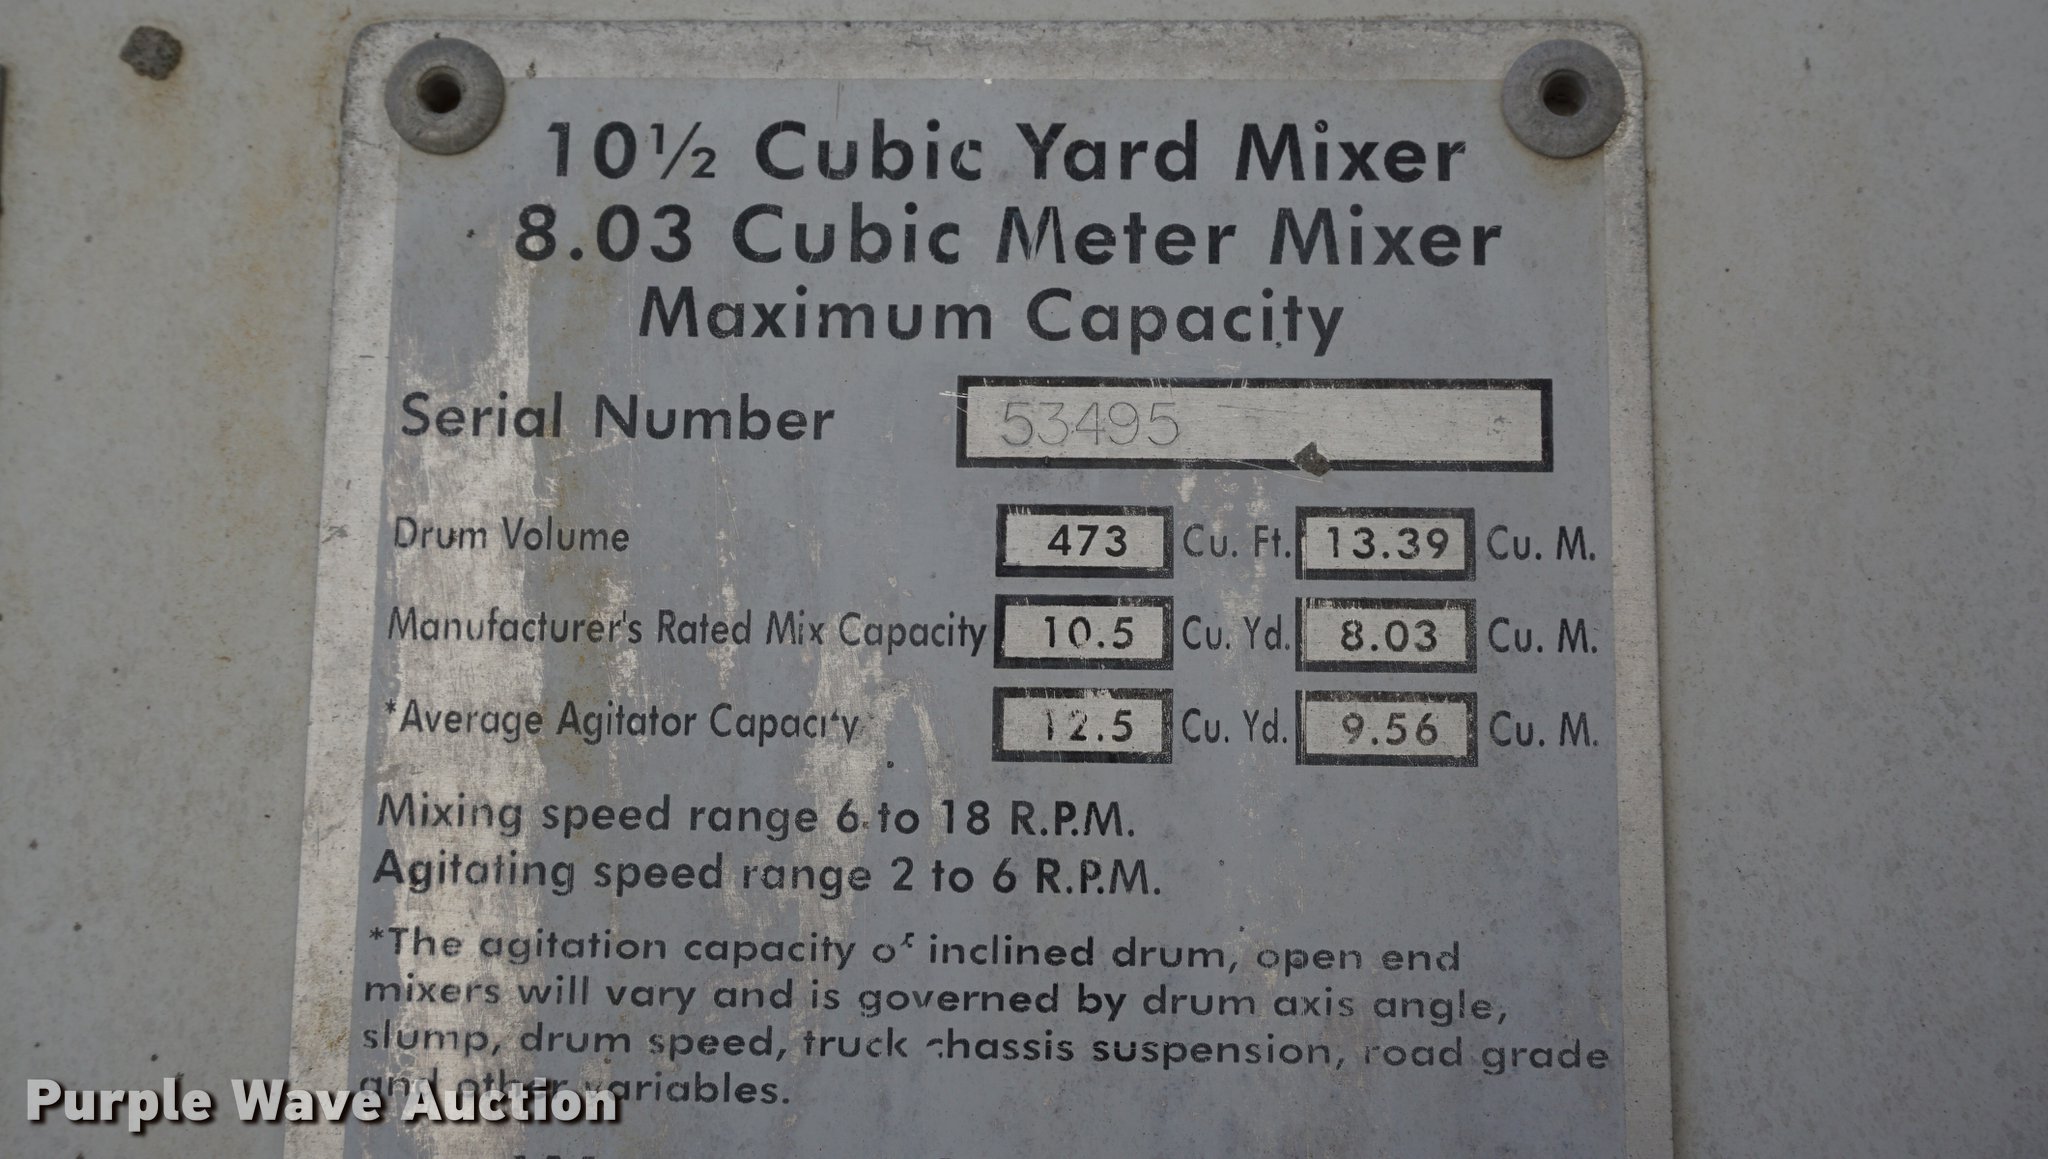 10½ Cubic Yard Mixer
8.03 Cubic Meter Mixer
Maximum Capacity
Serial Number 53495
Drum Volume 473 Cu. Ft. 13.39 Cu. M.
Manufacturer's Rated Mix Capacity 10.5 Cu. Yd. 8.03 Cu. M.
*Average Agitator Capacity 12.5 Cu. Yd. 9.56 Cu. M.
Mixing speed range 6 to 18 R.P.M.
Agitating speed range 2 to 6 R.P.M.
*The agitation capacity of inclined drum, open end
mixers will vary and is governed by drum axis angle,
slump, drum speed, truck chassis suspension, road grade
and other variables.
Purple Wave Auction